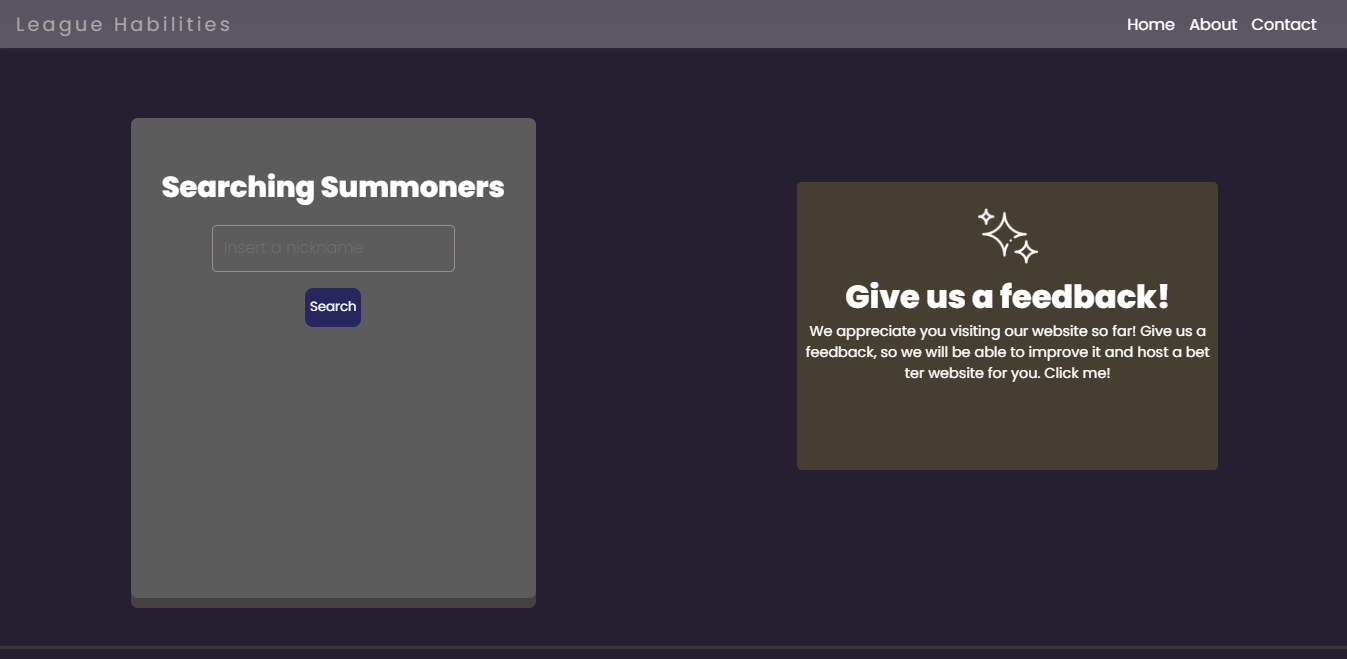 League Habilities
Home About Contact
Searching Summoners
Insert a nickname
Search
Give us a feedback!
We appreciate you visiting our website so far! Give us a
feedback, so we will be able to improve it and host a bet
ter website for you. Click me!